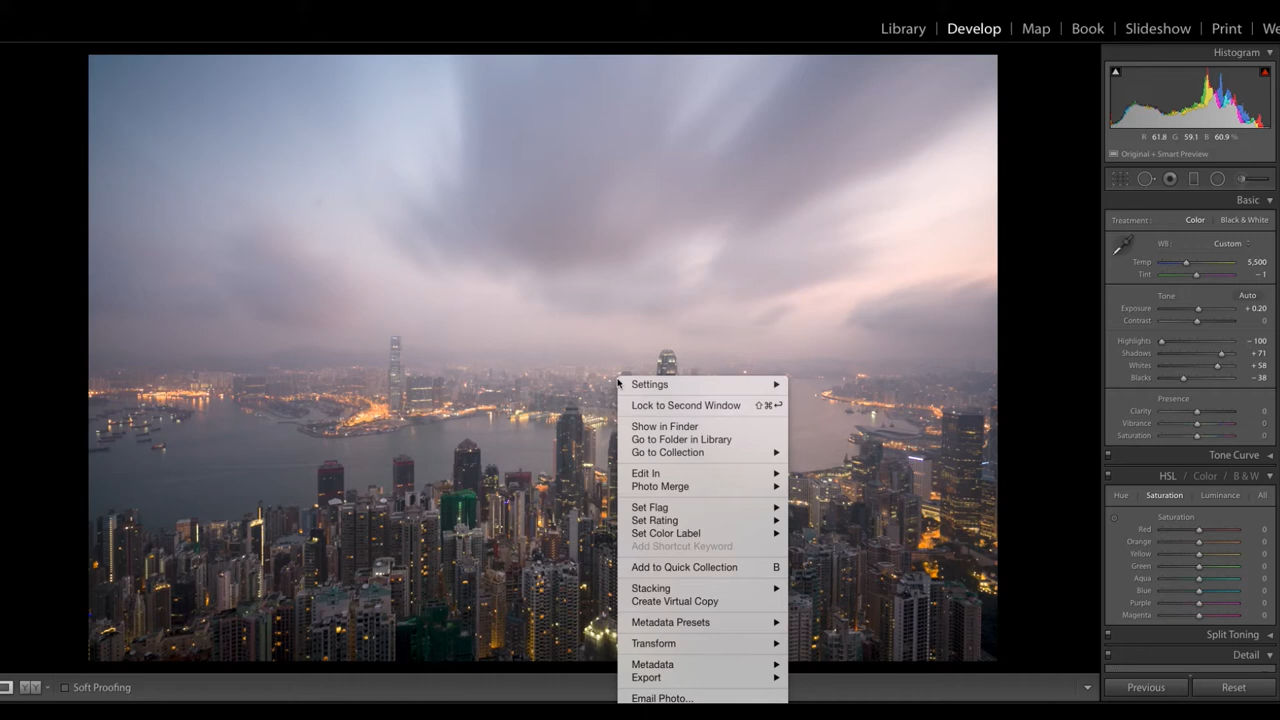 Library | Develop | Map | Book | Slideshow | Print | We
Histogram
R 61.8 G 59.1 B 60.9 %
Original + Smart Preview
Basic
Treatment : Color Black & White
WB : Custom
Temp 5,500
Tint − 1
Tone Auto
Exposure + 0.20
Contrast 0
Highlights − 100
Shadows + 71
Whites + 58
Blacks − 38
Presence
Clarity 0
Vibrance 0
Saturation 0
Tone Curve
HSL / Color / B & W
Hue Saturation Luminance All
Saturation
Red 0
Orange 0
Yellow 0
Green 0
Aqua 0
Blue 0
Purple 0
Magenta 0
Split Toning
Detail
Previous Reset
Settings
Lock to Second Window ⇧⌘↩
Show in Finder
Go to Folder in Library
Go to Collection
Edit In
Photo Merge
Set Flag
Set Rating
Set Color Label
Add Shortcut Keyword
Add to Quick Collection B
Stacking
Create Virtual Copy
Metadata Presets
Transform
Metadata
Export
Email Photo...
YY
Soft Proofing